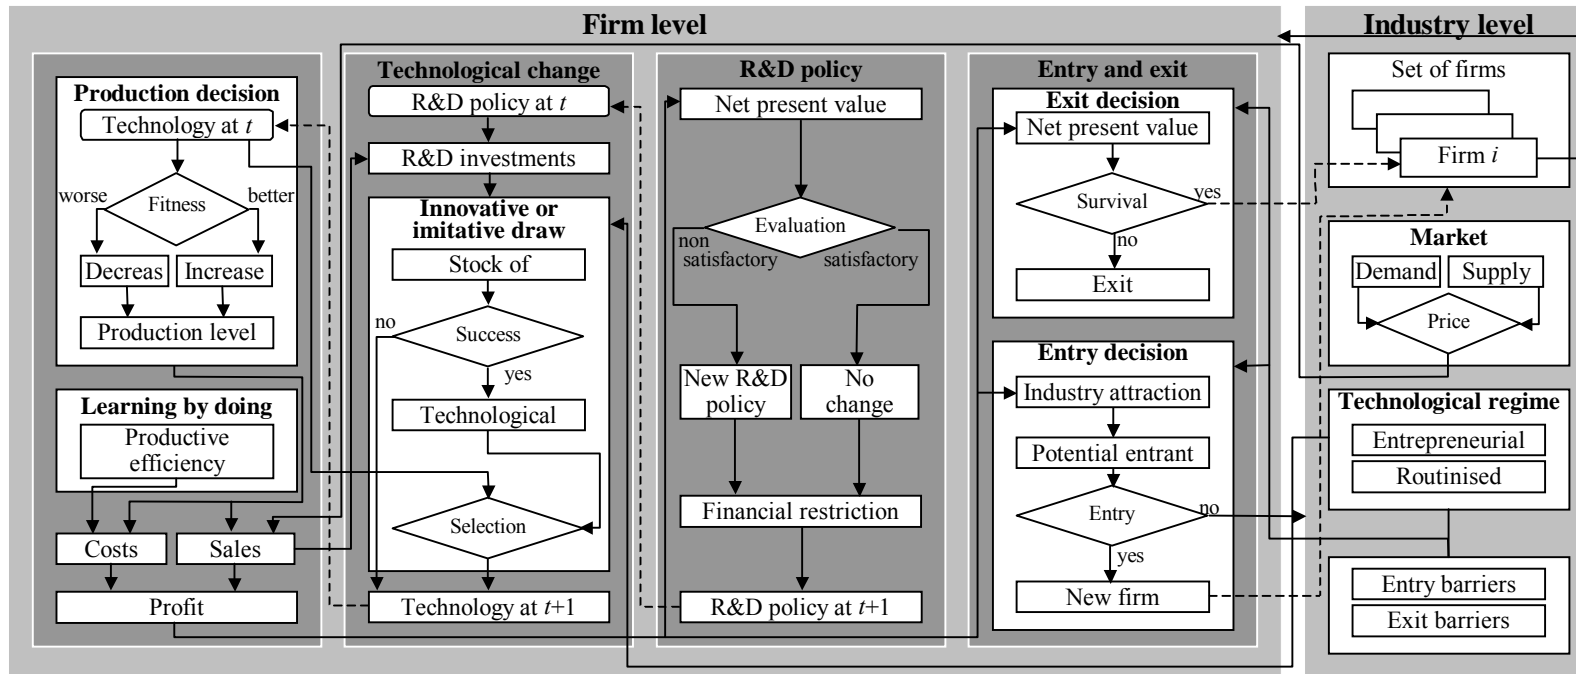 Firm level
Production decision
Technology at t
Fitness
worse
better
Decreas
Increase
Production level
Learning by doing
Productive
efficiency
Costs
Sales
Profit
Technological change
R&D policy at t
R&D investments
Innovative or
imitative draw
Stock of
Success
no
yes
Technological
Selection
Technology at t+1
R&D policy
Net present value
Evaluation
non
satisfactory
satisfactory
New R&D
policy
No
change
Financial restriction
R&D policy at t+1
Entry and exit
Exit decision
Net present value
Survival
yes
no
Exit
Entry decision
Industry attraction
Potential entrant
Entry
no
yes
New firm
Industry level
Set of firms
Firm i
Market
Demand
Supply
Price
Technological regime
Entrepreneurial
Routinised
Entry barriers
Exit barriers